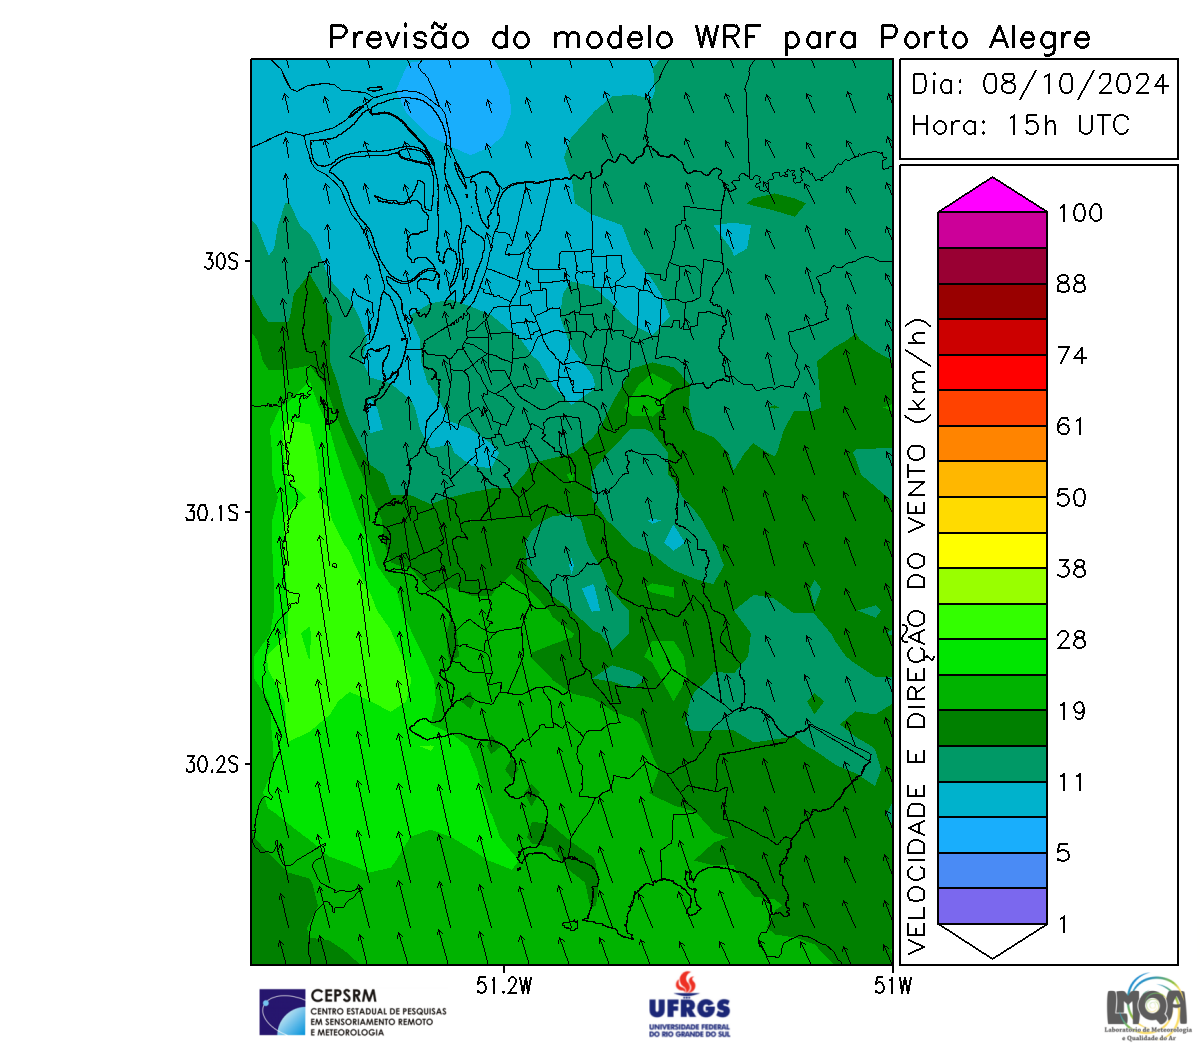 Previsão do modelo WRF para Porto Alegre
Dia: 08/10/2024
Hora: 15h UTC
30S
30.1S
30.2S
51.2W
51W
VELOCIDADE E DIREÇÃO DO VENTO (km/h)
100
88
74
61
50
38
28
19
11
5
1
CEPSRM
CENTRO ESTADUAL DE PESQUISAS
EM SENSORIAMENTO REMOTO
E METEOROLOGIA
UFRGS
UNIVERSIDADE FEDERAL
DO RIO GRANDE DO SUL
LMQA
Laboratório de Meteorologia
e Qualidade do Ar